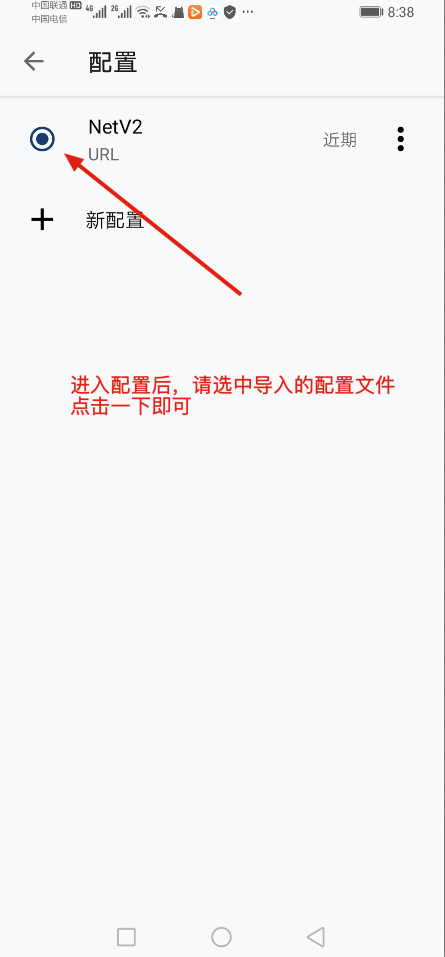 中国联通 HD 4G 2G 8:38
中国电信
配置
NetV2
URL
近期
新配置
进入配置后，请选中导入的配置文件
点击一下即可